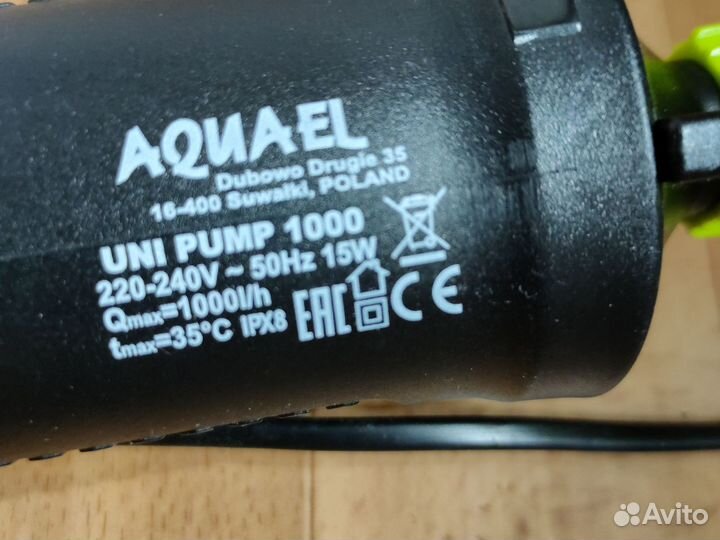 AQUAEL
Dubowo Drugie 35
16-400 Suwałki, POLAND
UNI PUMP 1000
220-240V ~ 50Hz 15W
Qmax=1000l/h
tmax=35°C IPX8 EAC CE
Avito